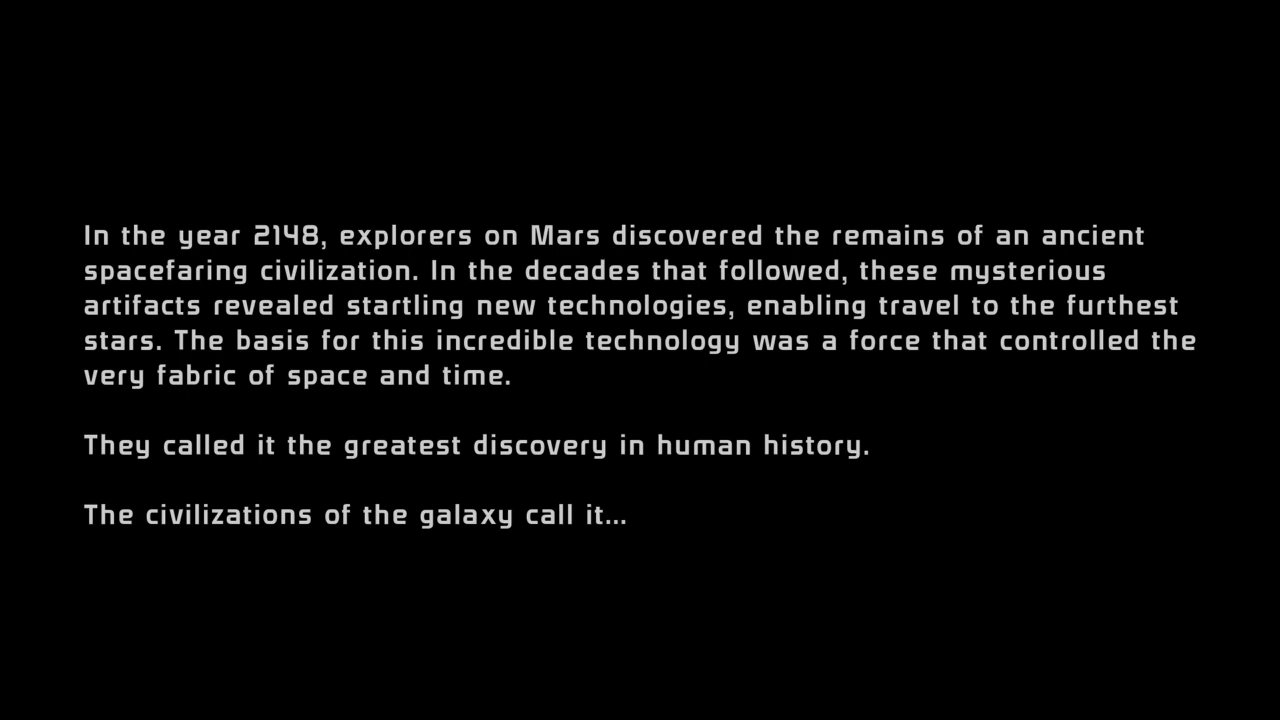 In the year 2148, explorers on Mars discovered the remains of an ancient
spacefaring civilization. In the decades that followed, these mysterious
artifacts revealed startling new technologies, enabling travel to the furthest
stars. The basis for this incredible technology was a force that controlled the
very fabric of space and time.
They called it the greatest discovery in human history.
The civilizations of the galaxy call it...